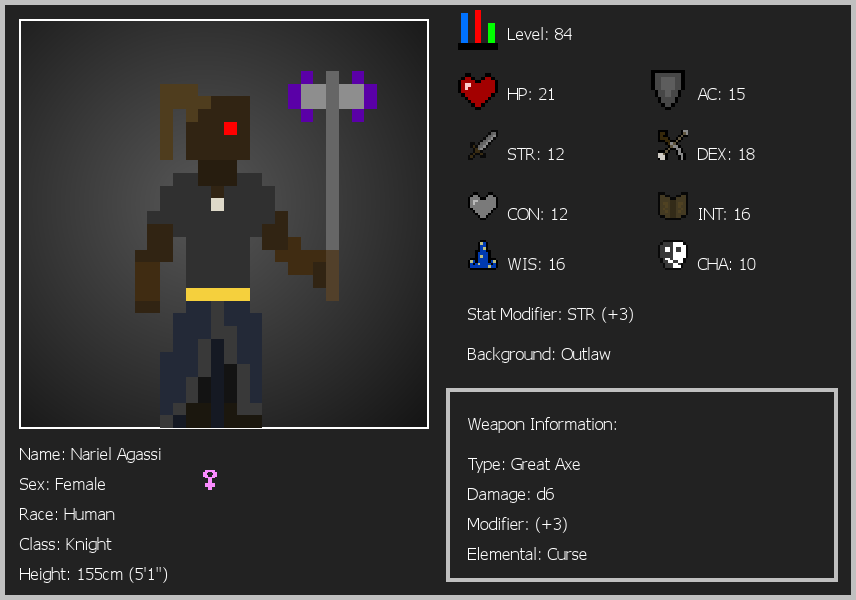 Level: 84
HP: 21
AC: 15
STR: 12
DEX: 18
CON: 12
INT: 16
WIS: 16
CHA: 10
Stat Modifier: STR (+3)
Background: Outlaw
Weapon Information:
Type: Great Axe
Damage: d6
Modifier: (+3)
Elemental: Curse
Name: Nariel Agassi
Sex: Female
Race: Human
Class: Knight
Height: 155cm (5'1")